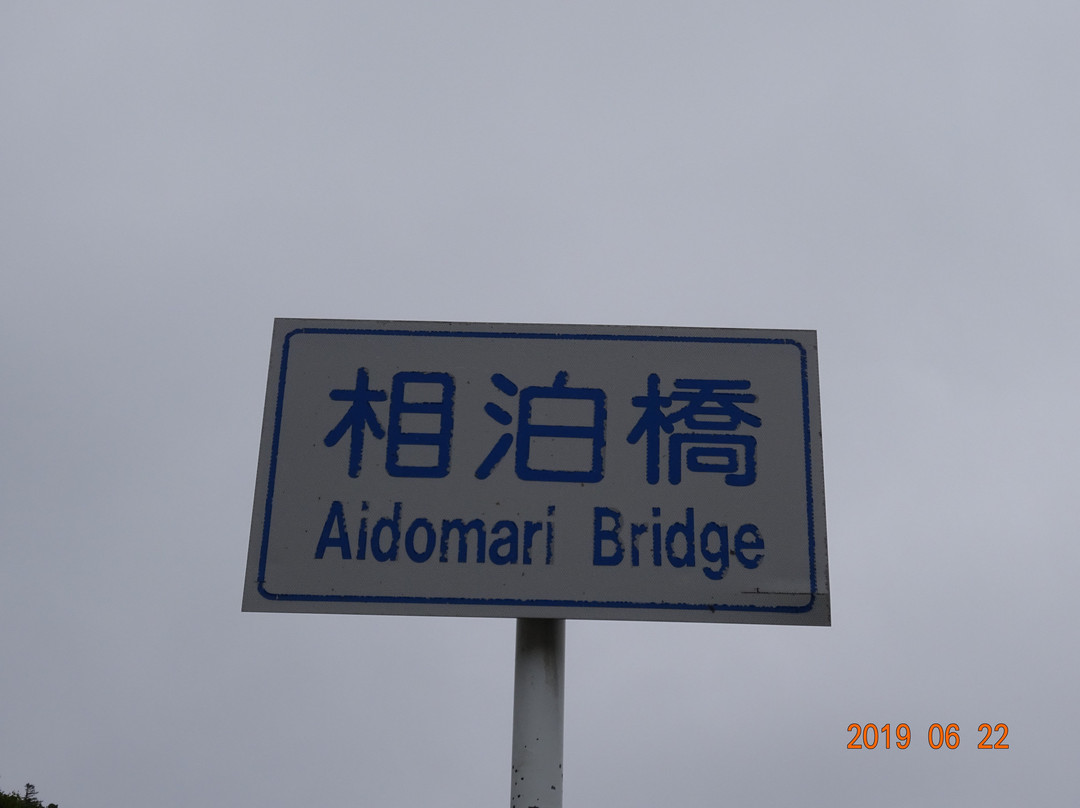 相泊橋
Aidomari Bridge
2019 06 22